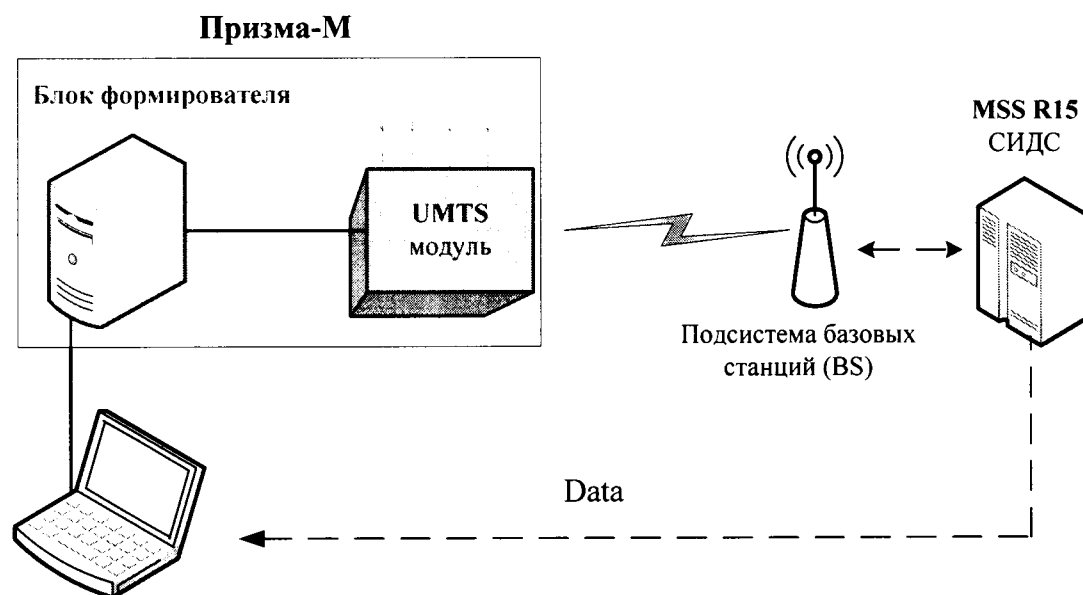 Призма-М
Блок формирователя
UMTS
модуль
MSS R15
СИДС
Подсистема базовых
станций (BS)
Data